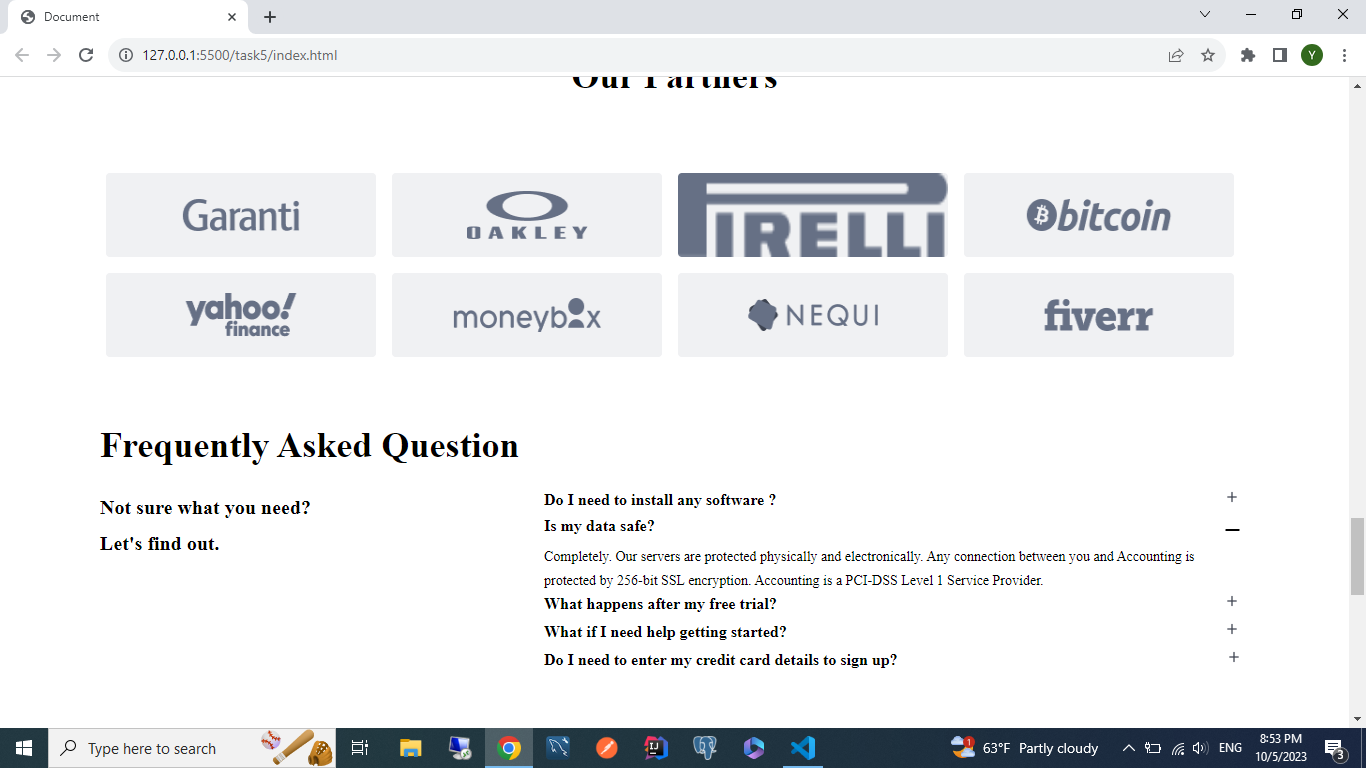 Document
127.0.0.1:5500/task5/index.html
Y
Our Partners
Garanti
OAKLEY
PIRELLI
bitcoin
yahoo!
finance
moneybox
NEQUI
fiverr
Frequently Asked Question
Not sure what you need?
Let's find out.
Do I need to install any software ?
Is my data safe?
Completely. Our servers are protected physically and electronically. Any connection between you and Accounting is
protected by 256-bit SSL encryption. Accounting is a PCI-DSS Level 1 Service Provider.
What happens after my free trial?
What if I need help getting started?
Do I need to enter my credit card details to sign up?
Type here to search
IJ
1
63°F Partly cloudy
ENG
8:53 PM
10/5/2023
3